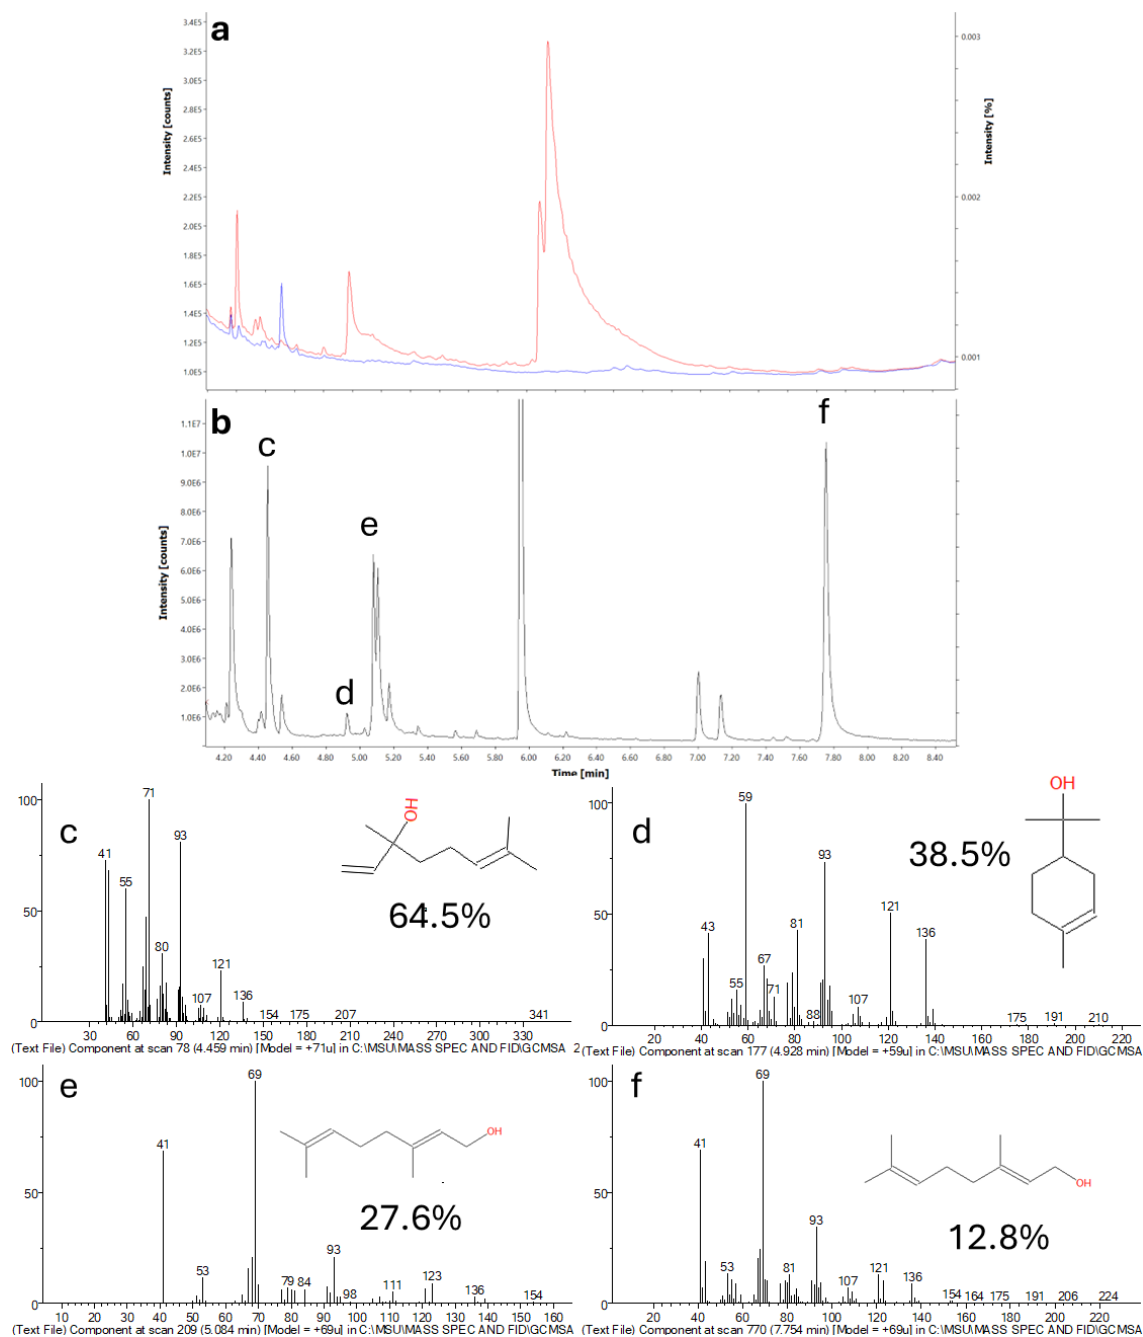 a
3.4E5
3.2E5
3.0E5
2.8E5
2.6E5
2.4E5
2.2E5
2.0E5
1.8E5
1.6E5
1.4E5
1.2E5
1.0E5
Intensity [counts]
0.003
0.002
0.001
Intensity [%]
b
1.1E7
1.0E7
9.0E6
8.0E6
7.0E6
6.0E6
5.0E6
4.0E6
3.0E6
2.0E6
1.0E6
Intensity [counts]
c
d
e
f
4.20 4.40 4.60 4.80 5.00 5.20 5.40 5.60 5.80 6.00 6.20 6.40 6.60 6.80 7.00 7.20 7.40 7.60 7.80 8.00 8.20 8.40
Time [min]
c
100
50
0
71
93
41
55
80
121
107
136
154 175 207 341
OH
64.5%
30 60 90 120 150 180 210 240 270 300 330
(Text File) Component at scan 78 (4.459 min) [Model = +71u] in C:\MSU\MASS SPEC AND FID\GCMSA 2
d
100
50
0
59
93
121
43
81
136
67
55
71
107
88
175 191 210
OH
38.5%
40 60 80 100 120 140 160 180 200 220
(Text File) Component at scan 177 (4.928 min) [Model = +59u] in C:\MSU\MASS SPEC AND FID\GCMSA
e
100
50
0
69
41
93
53
79 84
98
111
123
136
154
OH
27.6%
10 20 30 40 50 60 70 80 90 100 110 120 130 140 150 160
(Text File) Component at scan 209 (5.084 min) [Model = +69u] in C:\MSU\MASS SPEC AND FID\GCMSA
f
100
50
0
69
41
93
53
81
107
121
136
154 164 175 191 206 224
OH
12.8%
20 40 60 80 100 120 140 160 180 200 220
(Text File) Component at scan 770 (7.754 min) [Model = +69u] in C:\MSU\MASS SPEC AND FID\GCMSA